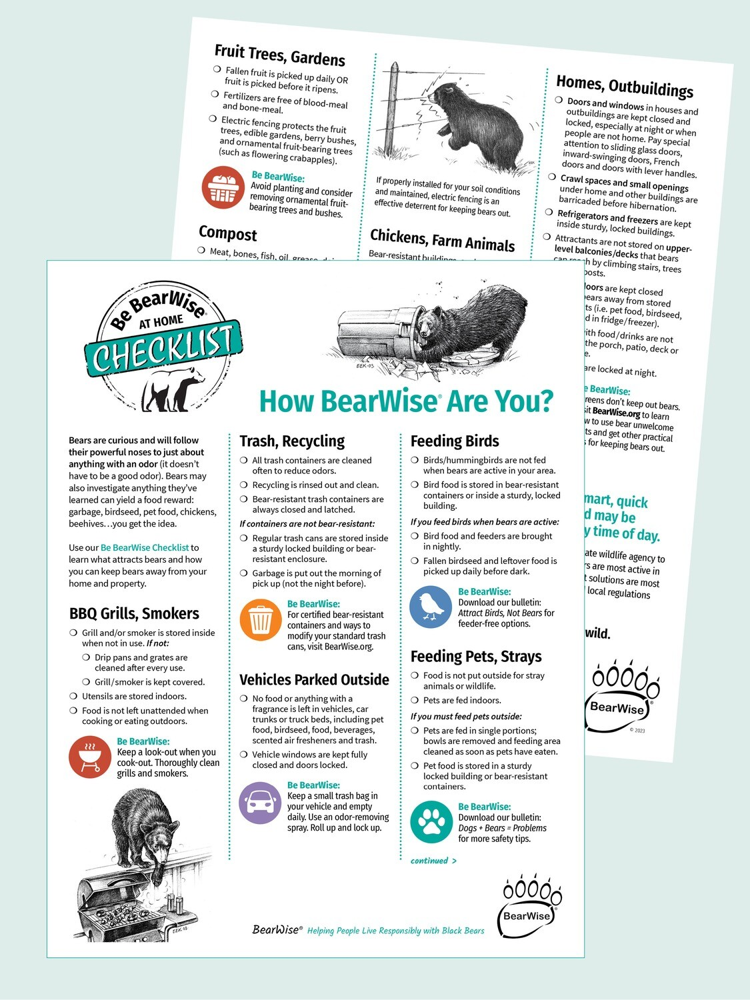 Fruit Trees, Gardens
❍ Fallen fruit is picked up daily OR
fruit is picked before it ripens.
❍ Fertilizers are free of blood-meal
and bone-meal.
❍ Electric fencing protects the fruit
trees, edible gardens, berry bushes,
and ornamental fruit-bearing trees
(such as flowering crabapples).
Be BearWise:
Avoid planting and consider
removing ornamental fruit-
bearing trees and bushes.
Compost
❍ Meat, bones, fish, oil, grease,
If properly installed for your soil conditions
and maintained, electric fencing is an
effective deterrent for keeping bears out.
Chickens, Farm Animals
Bear-resistant buildings,
Homes, Outbuildings
❍ Doors and windows in houses and
outbuildings are kept closed and
locked, especially at night or when
people are not home. Pay special
attention to sliding glass doors,
inward-swinging doors, French
doors and doors with lever handles.
❍ Crawl spaces and small openings
under home and other buildings are
barricaded before hibernation.
❍ Refrigerators and freezers are kept
inside sturdy, locked buildings.
❍ Attractants are not stored on upper-
level balconies/decks that bears
can reach by climbing stairs, trees
posts.
doors are kept closed
bears away from stored
ts (i.e. pet food, birdseed,
d in fridge/freezer).
with food/drinks are not
the porch, patio, deck or
e.
are locked at night.
e BearWise:
reens don't keep out bears.
sit BearWise.org to learn
w to use bear unwelcome
ts and get other practical
s for keeping bears out.
mart, quick
d may be
y time of day.
ate wildlife agency to
rs are most active in
t solutions are most
local regulations
wild.
BearWise®
© 2023
Be BearWise®
AT HOME
CHECKLIST
EEK-03
How BearWise® Are You?
Bears are curious and will follow
their powerful noses to just about
anything with an odor (it doesn't
have to be a good odor). Bears may
also investigate anything they've
learned can yield a food reward:
garbage, birdseed, pet food, chickens,
beehives…you get the idea.
Use our Be BearWise Checklist to
learn what attracts bears and how
you can keep bears away from your
home and property.
BBQ Grills, Smokers
❍ Grill and/or smoker is stored inside
when not in use. If not:
❍ Drip pans and grates are
cleaned after every use.
❍ Grill/smoker is kept covered.
❍ Utensils are stored indoors.
❍ Food is not left unattended when
cooking or eating outdoors.
Be BearWise:
Keep a look-out when you
cook-out. Thoroughly clean
grills and smokers.
EEK 03
Trash, Recycling
❍ All trash containers are cleaned
often to reduce odors.
❍ Recycling is rinsed out and clean.
❍ Bear-resistant trash containers are
always closed and latched.
If containers are not bear-resistant:
❍ Regular trash cans are stored inside
a sturdy locked building or bear-
resistant enclosure.
❍ Garbage is put out the morning of
pick up (not the night before).
Be BearWise:
For certified bear-resistant
containers and ways to
modify your standard trash
cans, visit BearWise.org.
Vehicles Parked Outside
❍ No food or anything with a
fragrance is left in vehicles, car
trunks or truck beds, including pet
food, birdseed, food, beverages,
scented air fresheners and trash.
❍ Vehicle windows are kept fully
closed and doors locked.
Be BearWise:
Keep a small trash bag in
your vehicle and empty
daily. Use an odor-removing
spray. Roll up and lock up.
Feeding Birds
❍ Birds/hummingbirds are not fed
when bears are active in your area.
❍ Bird food is stored in bear-resistant
containers or inside a sturdy, locked
building.
If you feed birds when bears are active:
❍ Bird food and feeders are brought
in nightly.
❍ Fallen birdseed and leftover food is
picked up daily before dark.
Be BearWise:
Download our bulletin:
Attract Birds, Not Bears for
feeder-free options.
Feeding Pets, Strays
❍ Food is not put outside for stray
animals or wildlife.
❍ Pets are fed indoors.
If you must feed pets outside:
❍ Pets are fed in single portions;
bowls are removed and feeding area
cleaned as soon as pets have eaten.
❍ Pet food is stored in a sturdy
locked building or bear-resistant
containers.
Be BearWise:
Download our bulletin:
Dogs + Bears = Problems
for more safety tips.
continued >
BearWise® Helping People Live Responsibly with Black Bears
BearWise®